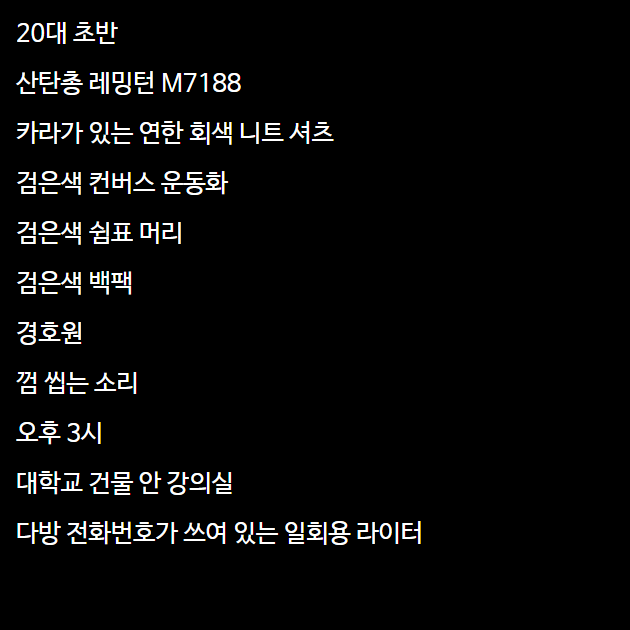 20대 초반
산탄총 레밍턴 M7188
카라가 있는 연한 회색 니트 셔츠
검은색 컨버스 운동화
검은색 쉼표 머리
검은색 백팩
경호원
껌 씹는 소리
오후 3시
대학교 건물 안 강의실
다방 전화번호가 쓰여 있는 일회용 라이터